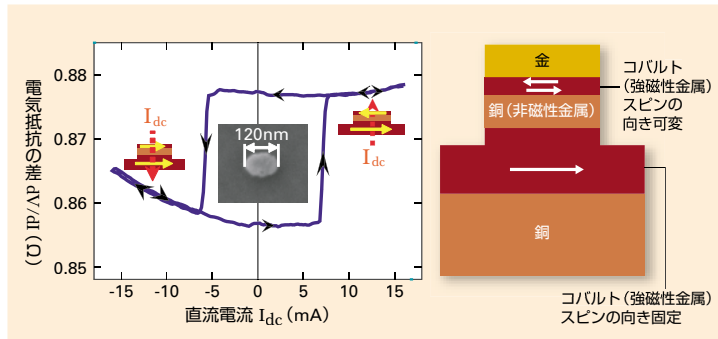 電気抵抗の差 dV/dI (Ω)
0.88
0.87
0.86
0.85
-15
-10
-5
0
5
10
15
直流電流 Idc (mA)
Idc
120nm
Idc
金
銅(非磁性金属)
銅
コバルト
(強磁性金属)
スピンの
向き可変
コバルト(強磁性金属)
スピンの向き固定